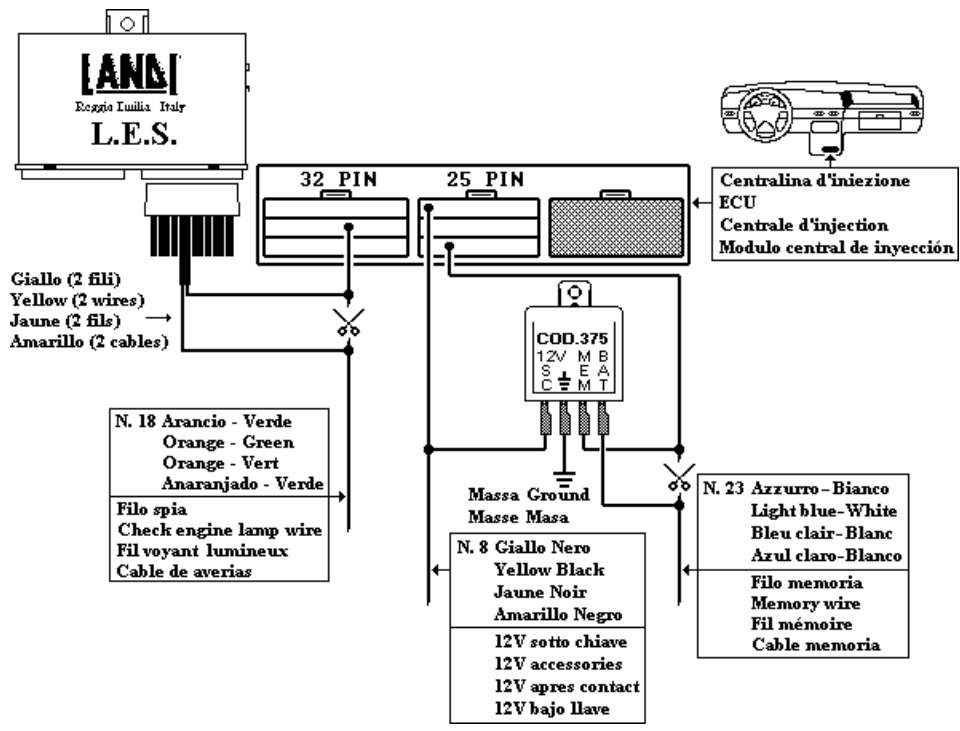 LANDI
Reggio Emilia Italy
L.E.S.
32 PIN
25 PIN
Centralina d'iniezione
ECU
Centrale d'injection
Modulo central de inyección
Giallo (2 fili)
Yellow (2 wires)
Jaune (2 fils)
Amarillo (2 cables)
COD.375
12V M B
S E A
C M T
N. 18 Arancio - Verde
Orange - Green
Orange - Vert
Anaranjado - Verde
Filo spia
Check engine lamp wire
Fil voyant lumineux
Cable de averias
Massa Ground
Masse Masa
N. 8 Giallo Nero
Yellow Black
Jaune Noir
Amarillo Negro
12V sotto chiave
12V accessories
12V apres contact
12V bajo llave
N. 23 Azzurro-Bianco
Light blue-White
Bleu clair-Blanc
Azul claro-Blanco
Filo memoria
Memory wire
Fil mémoire
Cable memoria